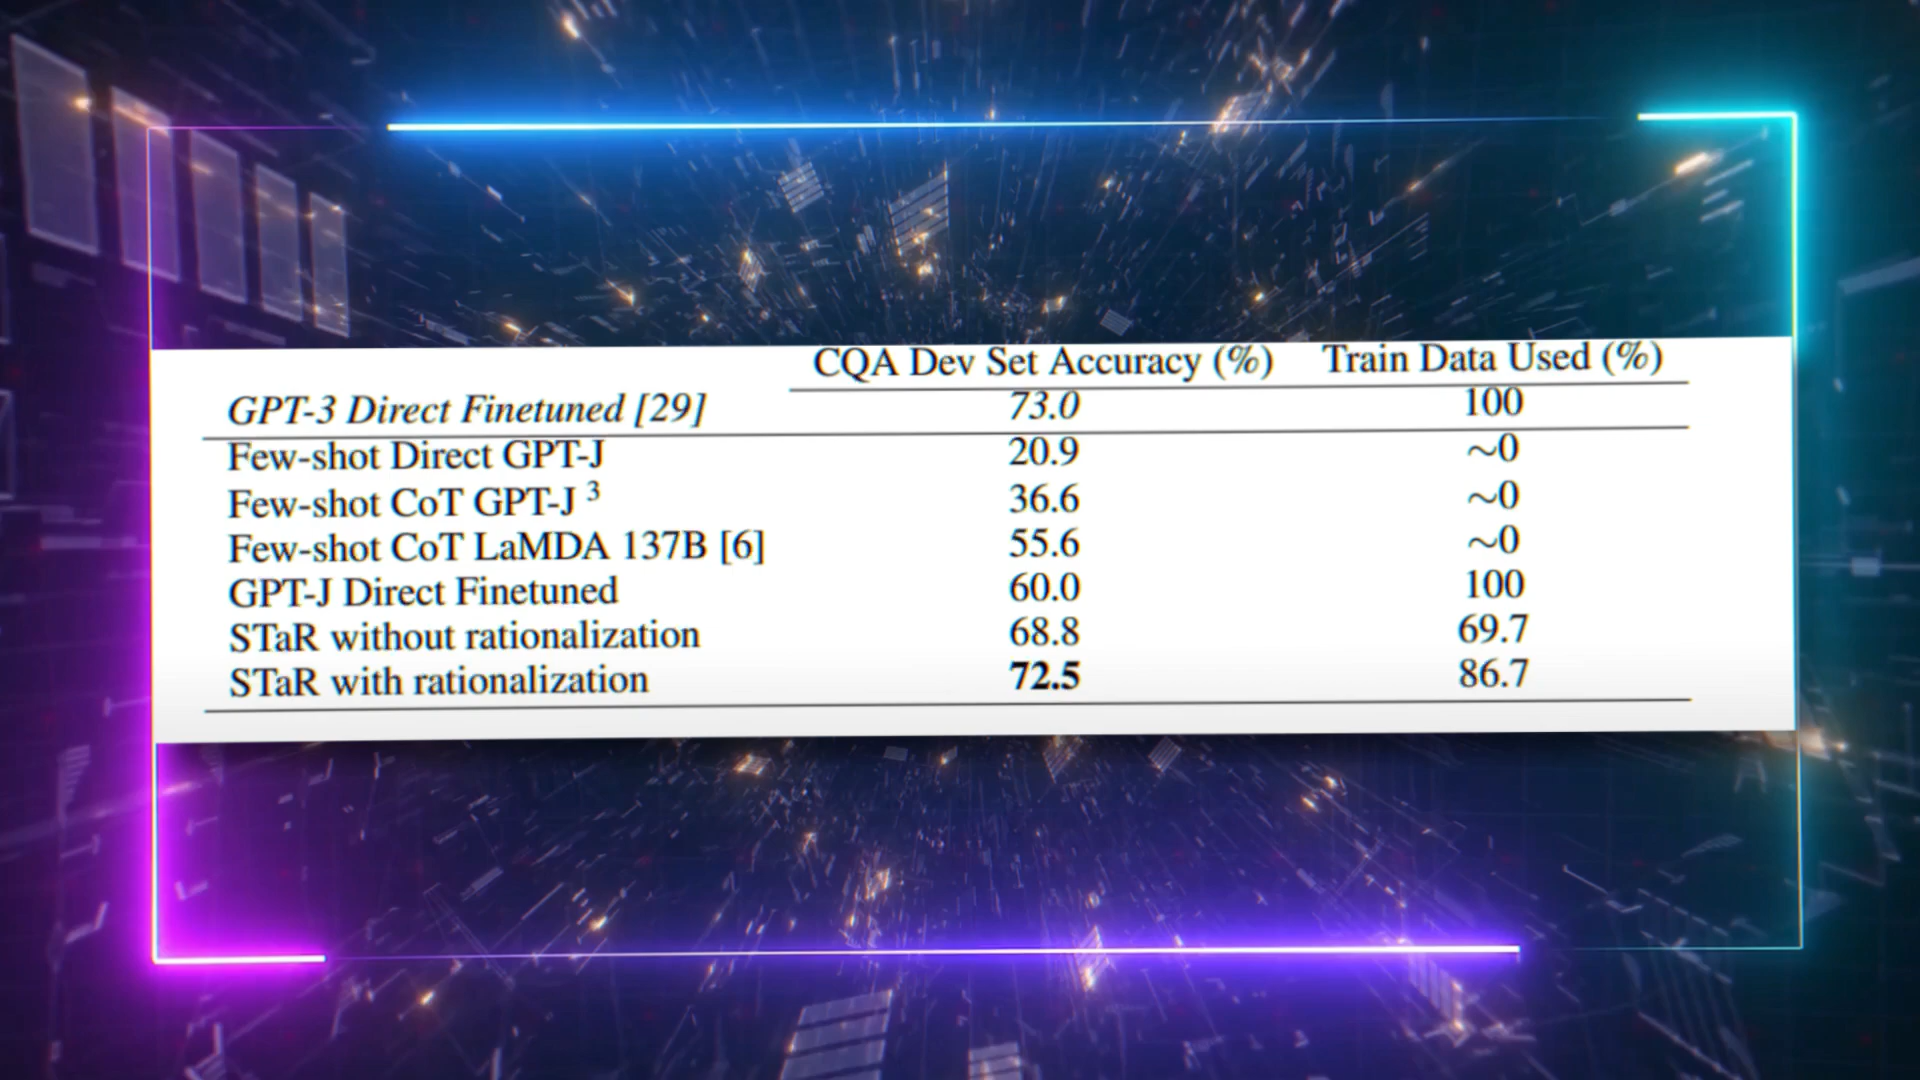 CQA Dev Set Accuracy (%) Train Data Used (%)
GPT-3 Direct Finetuned [29] 73.0 100
Few-shot Direct GPT-J 20.9 ~0
Few-shot CoT GPT-J ³ 36.6 ~0
Few-shot CoT LaMDA 137B [6] 55.6 ~0
GPT-J Direct Finetuned 60.0 100
STaR without rationalization 68.8 69.7
STaR with rationalization 72.5 86.7